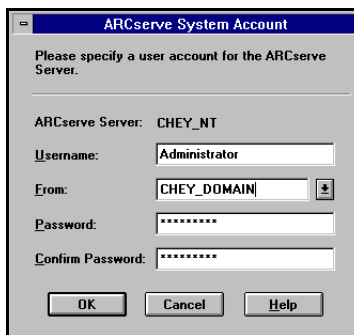 ARCserve System Account
Please specify a user account for the ARCserve
Server.
ARCserve Server: CHEY_NT
Username: Administrator
From: CHEY_DOMAIN
Password: *********
Confirm Password: *********
OK Cancel Help